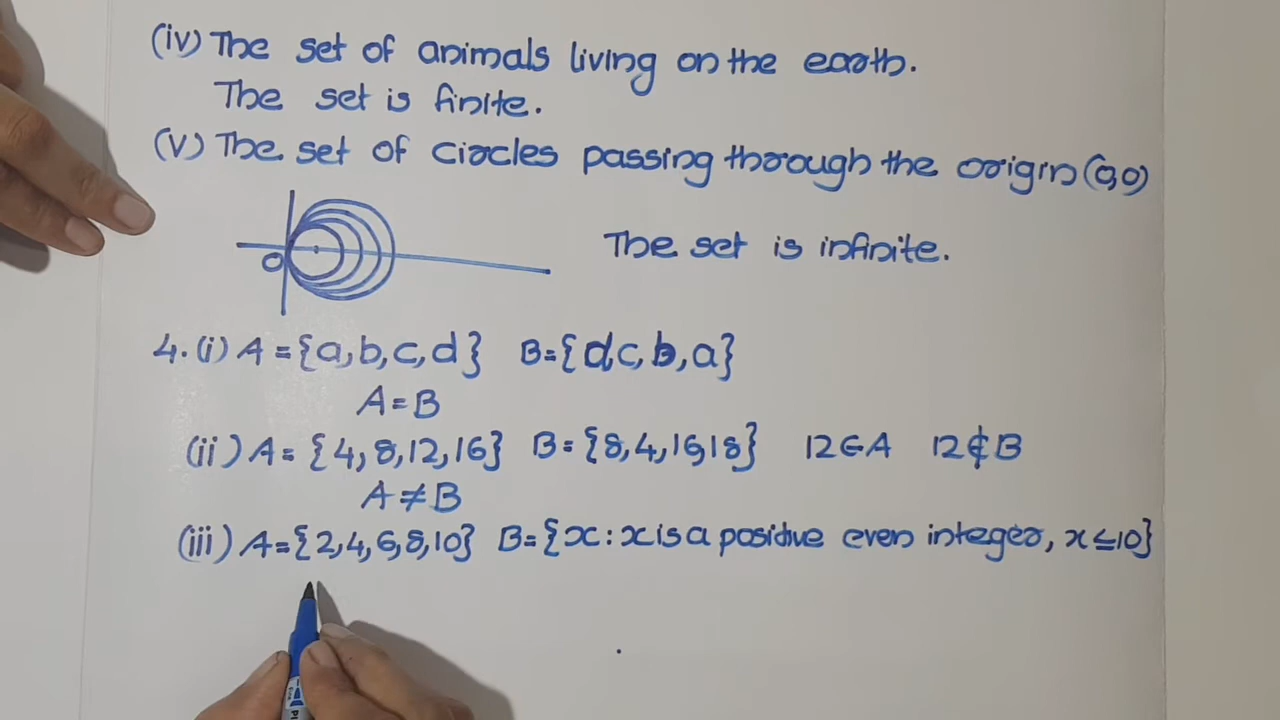 (iv) The set of animals living on the earth.
The set is finite.
(v) The set of circles passing through the origin (0,0)
O
The set is infinite.
4. (i) A = {a, b, c, d} B = {d, c, b, a}
A = B
(ii) A = {4, 8, 12, 16} B = {8, 4, 16, 18} 12 ∈ A 12 ∉ B
A ≠ B
(iii) A = {2, 4, 6, 8, 10} B = {x : x is a positive even integer, x ≤ 10}